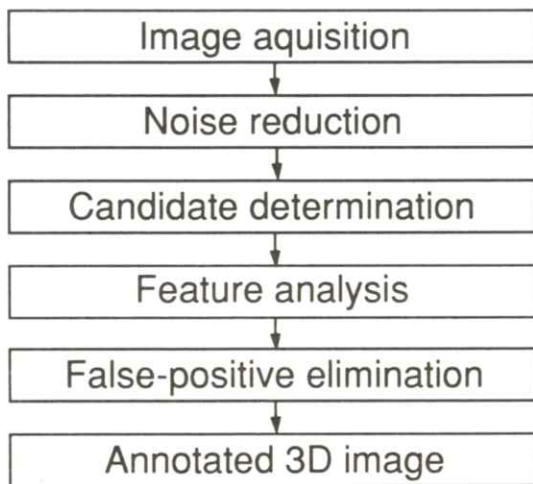 Image aquisition
Noise reduction
Candidate determination
Feature analysis
False-positive elimination
Annotated 3D image